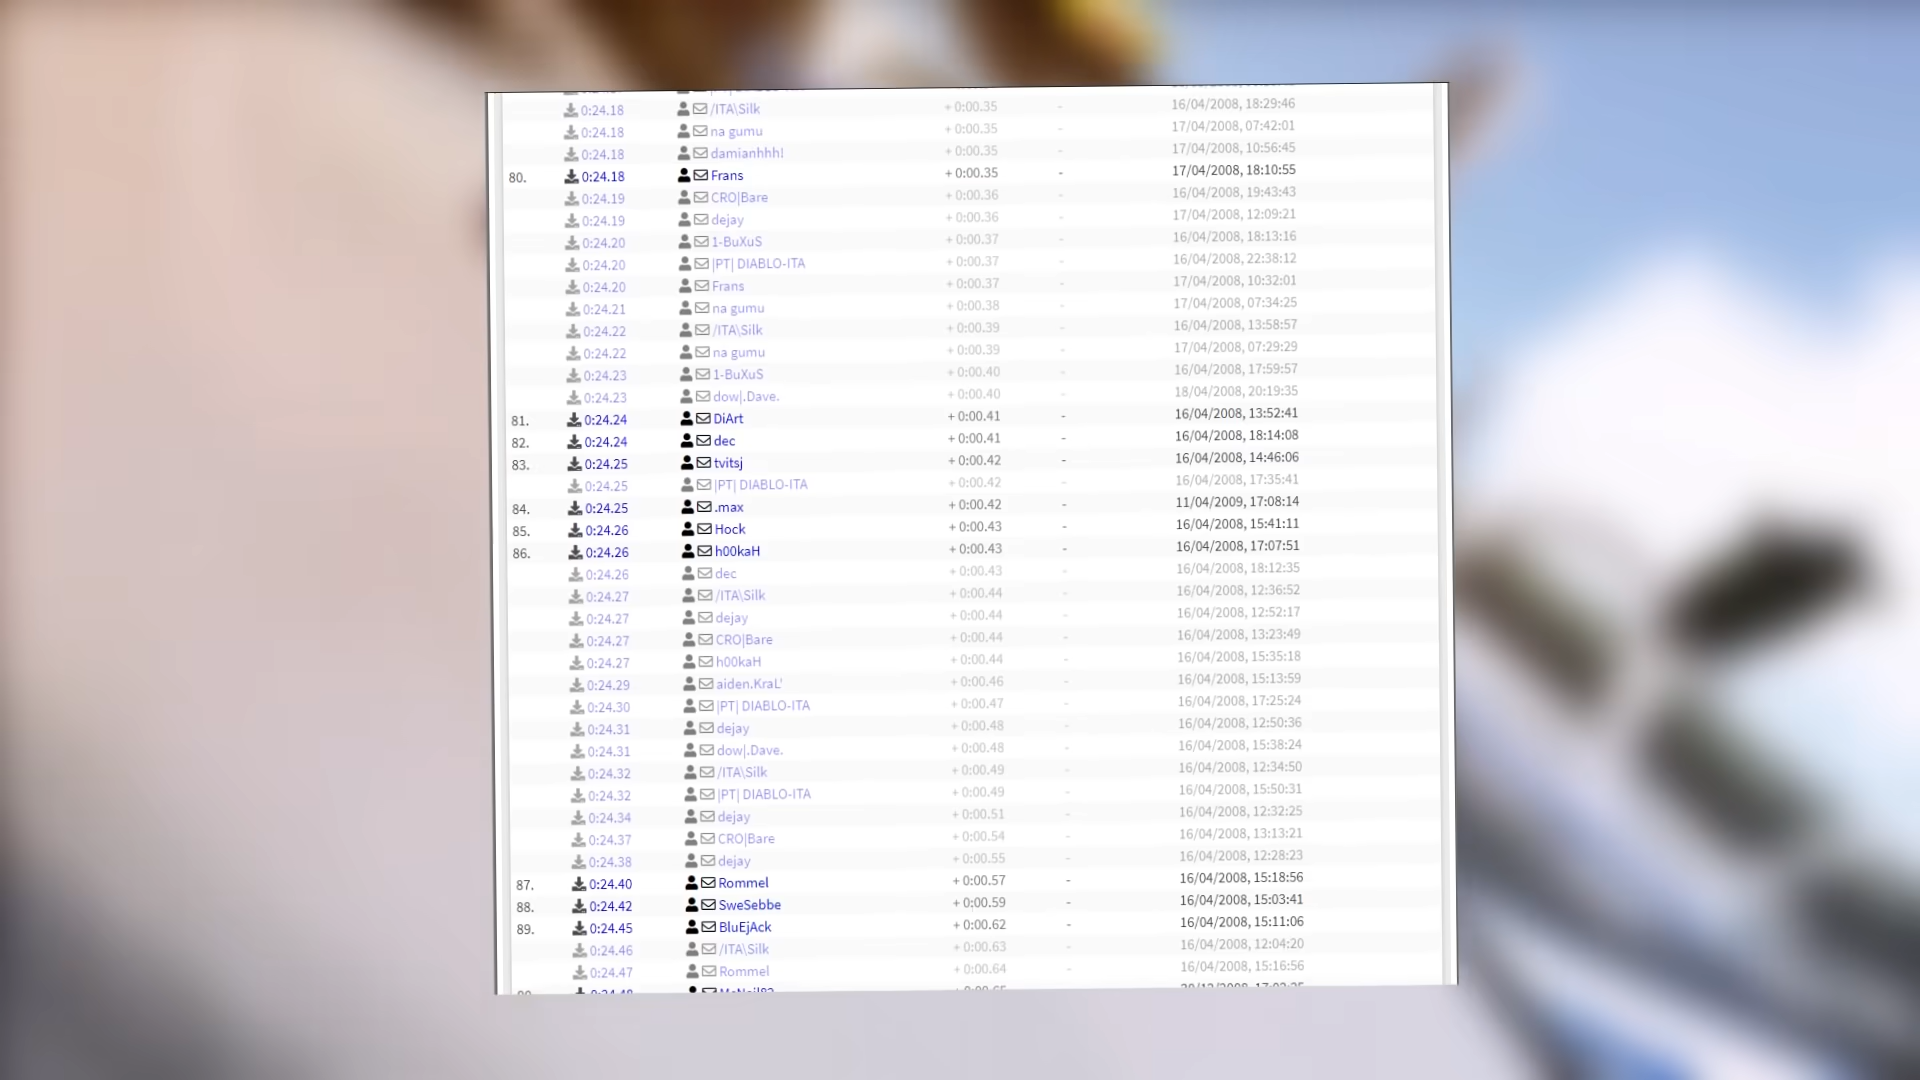 0:24.18 /ITA\Silk + 0:00.35 - 16/04/2008, 18:29:46
0:24.18 na gumu + 0:00.35 - 17/04/2008, 07:42:01
0:24.18 damianhhh! + 0:00.35 - 17/04/2008, 10:56:45
80. 0:24.18 Frans + 0:00.35 - 17/04/2008, 18:10:55
0:24.19 CRO|Bare + 0:00.36 - 16/04/2008, 19:43:43
0:24.19 dejay + 0:00.36 - 17/04/2008, 12:09:21
0:24.20 1-BuXuS + 0:00.37 - 16/04/2008, 18:13:16
0:24.20 |PT| DIABLO-ITA + 0:00.37 - 16/04/2008, 22:38:12
0:24.20 Frans + 0:00.37 - 17/04/2008, 10:32:01
0:24.21 na gumu + 0:00.38 - 17/04/2008, 07:34:25
0:24.22 /ITA\Silk + 0:00.39 - 16/04/2008, 13:58:57
0:24.22 na gumu + 0:00.39 - 17/04/2008, 07:29:29
0:24.23 1-BuXuS + 0:00.40 - 16/04/2008, 17:59:57
0:24.23 dow|.Dave. + 0:00.40 - 18/04/2008, 20:19:35
81. 0:24.24 DiArt + 0:00.41 - 16/04/2008, 13:52:41
82. 0:24.24 dec + 0:00.41 - 16/04/2008, 18:14:08
83. 0:24.25 tvitsj + 0:00.42 - 16/04/2008, 14:46:06
0:24.25 |PT| DIABLO-ITA + 0:00.42 - 16/04/2008, 17:35:41
84. 0:24.25 .max + 0:00.42 - 11/04/2009, 17:08:14
85. 0:24.26 Hock + 0:00.43 - 16/04/2008, 15:41:11
86. 0:24.26 h00kaH + 0:00.43 - 16/04/2008, 17:07:51
0:24.26 dec + 0:00.43 - 16/04/2008, 18:12:35
0:24.27 /ITA\Silk + 0:00.44 - 16/04/2008, 12:36:52
0:24.27 dejay + 0:00.44 - 16/04/2008, 12:52:17
0:24.27 CRO|Bare + 0:00.44 - 16/04/2008, 13:23:49
0:24.27 h00kaH + 0:00.44 - 16/04/2008, 15:35:18
0:24.29 aiden.KraL' + 0:00.46 - 16/04/2008, 15:13:59
0:24.30 |PT| DIABLO-ITA + 0:00.47 - 16/04/2008, 17:25:24
0:24.31 dejay + 0:00.48 - 16/04/2008, 12:50:36
0:24.31 dow|.Dave. + 0:00.48 - 16/04/2008, 15:38:24
0:24.32 /ITA\Silk + 0:00.49 - 16/04/2008, 12:34:50
0:24.32 |PT| DIABLO-ITA + 0:00.49 - 16/04/2008, 15:50:31
0:24.34 dejay + 0:00.51 - 16/04/2008, 12:32:25
0:24.37 CRO|Bare + 0:00.54 - 16/04/2008, 13:13:21
0:24.38 dejay + 0:00.55 - 16/04/2008, 12:28:23
87. 0:24.40 Rommel + 0:00.57 - 16/04/2008, 15:18:56
88. 0:24.42 SweSebbe + 0:00.59 - 16/04/2008, 15:03:41
89. 0:24.45 BluEjAck + 0:00.62 - 16/04/2008, 15:11:06
0:24.46 /ITA\Silk + 0:00.63 - 16/04/2008, 12:04:20
0:24.47 Rommel + 0:00.64 - 16/04/2008, 15:16:56